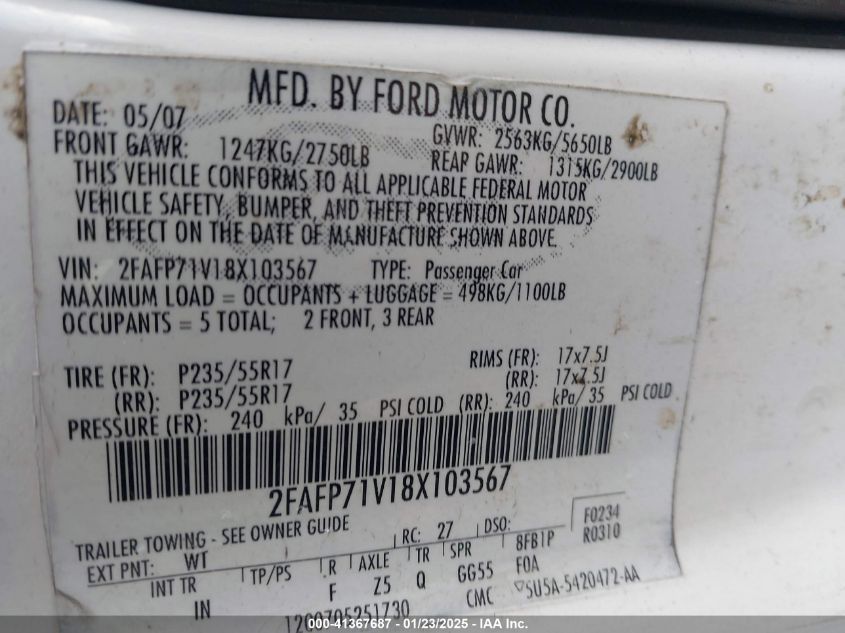 MFD. BY FORD MOTOR CO.
DATE: 05/07 GVWR: 2563KG/5650LB
FRONT GAWR: 1247KG/2750LB REAR GAWR: 1315KG/2900LB
THIS VEHICLE CONFORMS TO ALL APPLICABLE FEDERAL MOTOR
VEHICLE SAFETY, BUMPER, AND THEFT PREVENTION STANDARDS
IN EFFECT ON THE DATE OF MANUFACTURE SHOWN ABOVE.
VIN: 2FAFP71V18X103567 TYPE: Passenger Car
MAXIMUM LOAD = OCCUPANTS + LUGGAGE = 498KG/1100LB
OCCUPANTS = 5 TOTAL; 2 FRONT, 3 REAR
TIRE (FR): P235/55R17 RIMS (FR): 17x7.5J
(RR): P235/55R17 (RR): 17x7.5J
PRESSURE (FR): 240 kPa/ 35 PSI COLD (RR): 240 kPa/ 35 PSI COLD
2FAFP71V18X103567
TRAILER TOWING - SEE OWNER GUIDE RC: 27 DSO: F0234
EXT PNT: WT 8FB1P R0310
INT TR TP/PS R AXLE TR SPR F0A
IN F Z5 Q GG55
12C0705251730 CMC ▽5U5A-5420472-AA
000-41367687 - 01/23/2025 - IAA Inc.